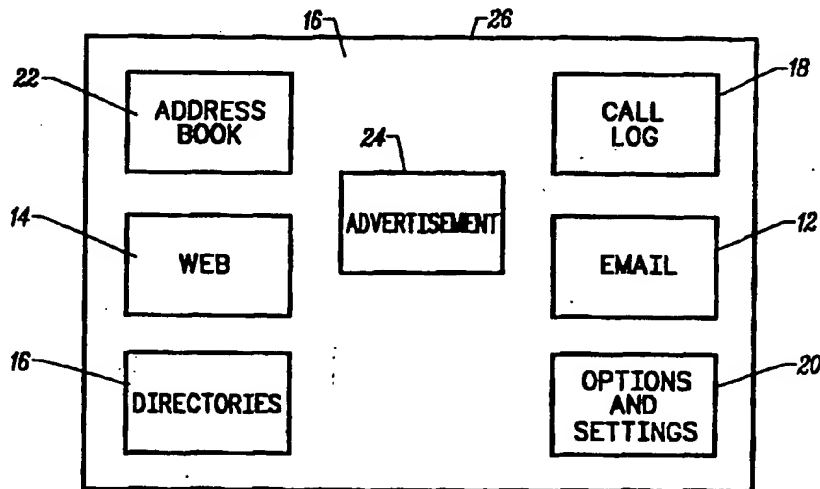 16
26
22
ADDRESS
BOOK
18
CALL
LOG
24
ADVERTISEMENT
14
WEB
12
EMAIL
16
DIRECTORIES
20
OPTIONS
AND
SETTINGS